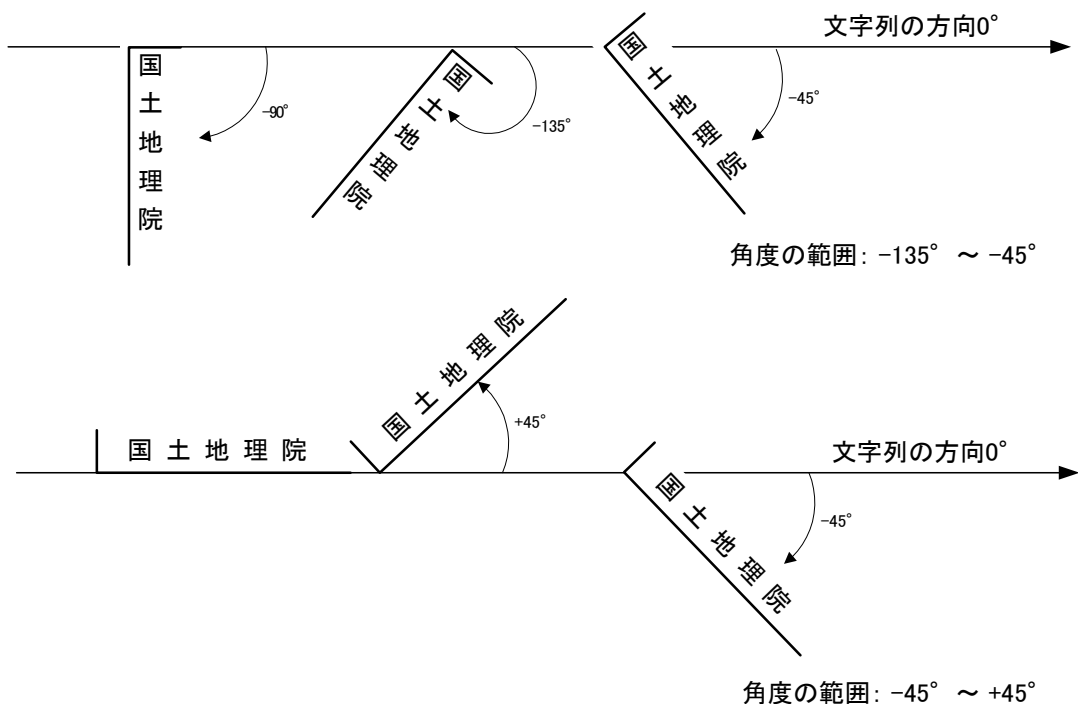 文字列の方向0°
国土地理院
-90°
国土地理院
-135°
国土地理院
-45°
角度の範囲: -135° ～ -45°
国土地理院
国土地理院
+45°
文字列の方向0°
国土地理院
-45°
角度の範囲: -45° ～ +45°